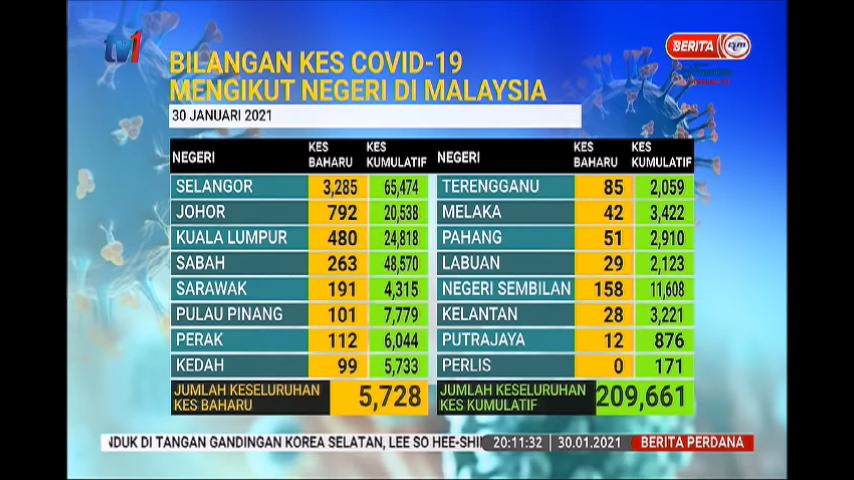 tv1
BERITA rtm
BILANGAN KES COVID-19
MENGIKUT NEGERI DI MALAYSIA
30 JANUARI 2021
NEGERI KES BAHARU KES KUMULATIF NEGERI KES BAHARU KES KUMULATIF
SELANGOR 3,285 65,474 TERENGGANU 85 2,059
JOHOR 792 20,538 MELAKA 42 3,422
KUALA LUMPUR 480 24,818 PAHANG 51 2,910
SABAH 263 48,570 LABUAN 29 2,123
SARAWAK 191 4,315 NEGERI SEMBILAN 158 11,608
PULAU PINANG 101 7,779 KELANTAN 28 3,221
PERAK 112 6,044 PUTRAJAYA 12 876
KEDAH 99 5,733 PERLIS 0 171
JUMLAH KESELURUHAN KES BAHARU 5,728 JUMLAH KESELURUHAN KES KUMULATIF 209,661
DUK DI TANGAN GANDINGAN KOREA SELATAN, LEE SO HEE-SHI 20:11:32 30.01.2021 BERITA PERDANA